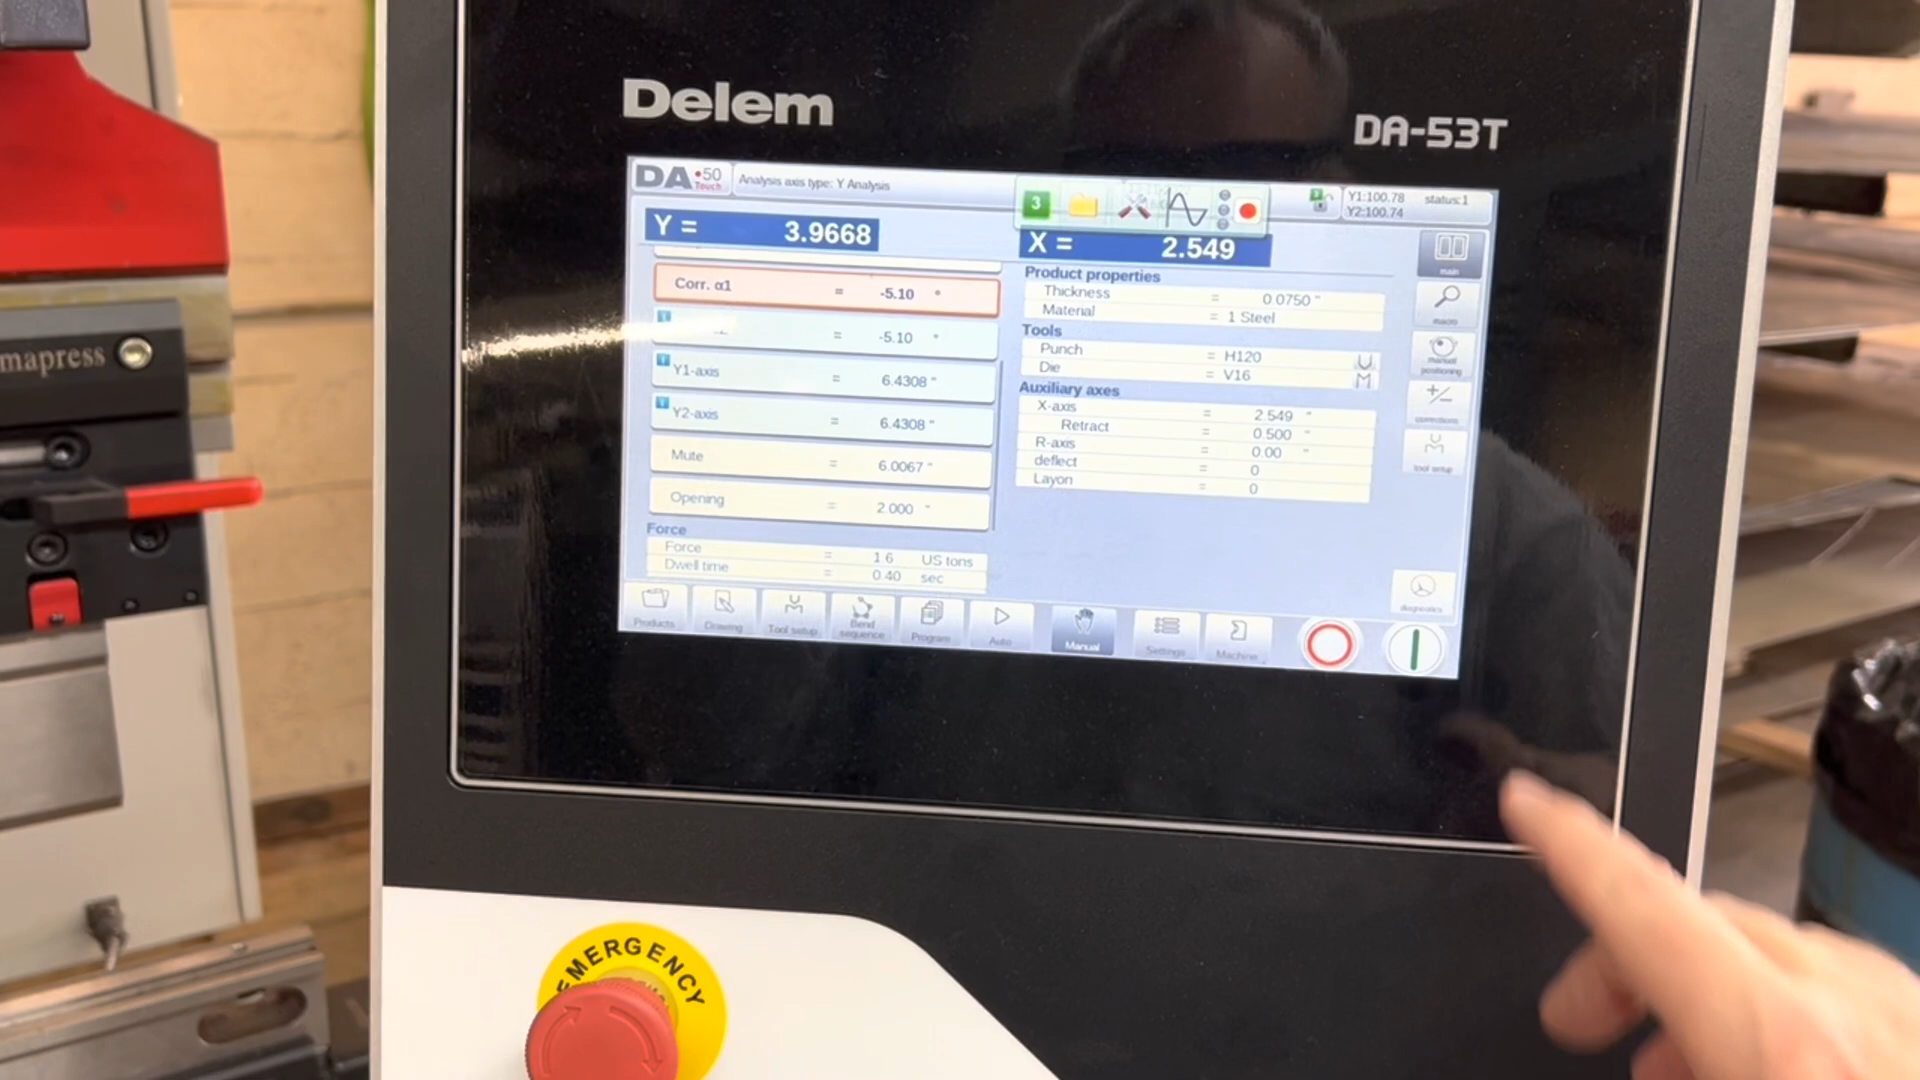 Delem
DA-53T
DA •50 Touch
Analysis axis type: Y Analysis
3
Y1:100.78 status:1
Y2:100.74
Y = 3.9668
X = 2.549
main
Corr. α1 = -5.10 °
= -5.10 °
Y1-axis = 6.4308 "
Y2-axis = 6.4308 "
Mute = 6.0067 "
Opening = 2.000 "
Force
Force = 1.6 US tons
Dwell time = 0.40 sec
Product properties
Thickness = 0.0750 "
Material = 1 Steel
Tools
Punch = H120
Die = V16
Auxiliary axes
X-axis = 2.549 "
Retract = 0.500 "
R-axis = 0.00 "
deflect = 0
Layon = 0
macro
manual positioning
corrections
tool setup
diagnostics
Products
Drawing
Tool setup
Bend sequence
Program
Auto
Manual
Settings
Machine
mapress
EMERGENCY